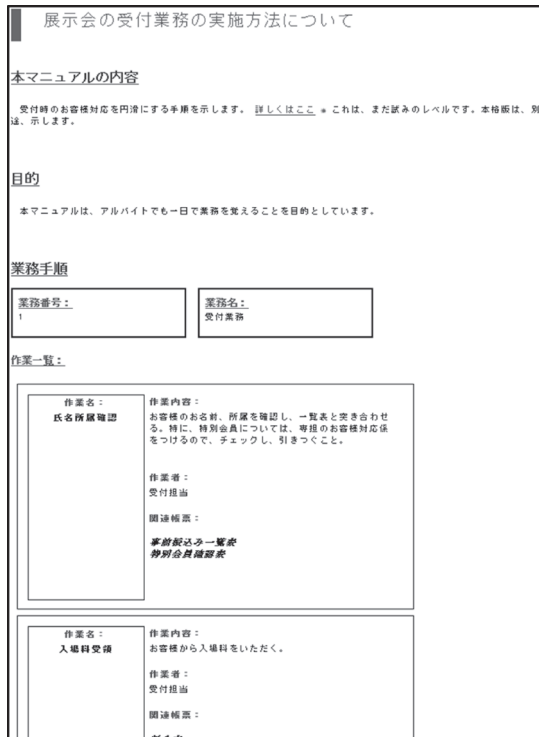 展示会の受付業務の実施方法について
本マニュアルの内容
受付時のお客様対応を円滑にする手順を示します。 詳しくはここ 。これは、まだ試みのレベルです。本格版は、別
途、示します。
目的
本マニュアルは、アルバイトでも一日で業務を覚えることを目的としています。
業務手順
業務番号:
1
業務名:
受付業務
作業一覧:
作業名:
氏名所属確認
作業内容:
お客様のお名前、所属を確認し、一覧表と突き合わせ
る。特に、特別会員については、専担のお客様対応係
をつけるので、チェックし、引きつぐこと。
作業者:
受付担当
関連帳票:
事前振込み一覧表
特別会員確認表
作業名:
入場料受領
作業内容:
お客様から入場料をいただく。
作業者:
受付担当
関連帳票: